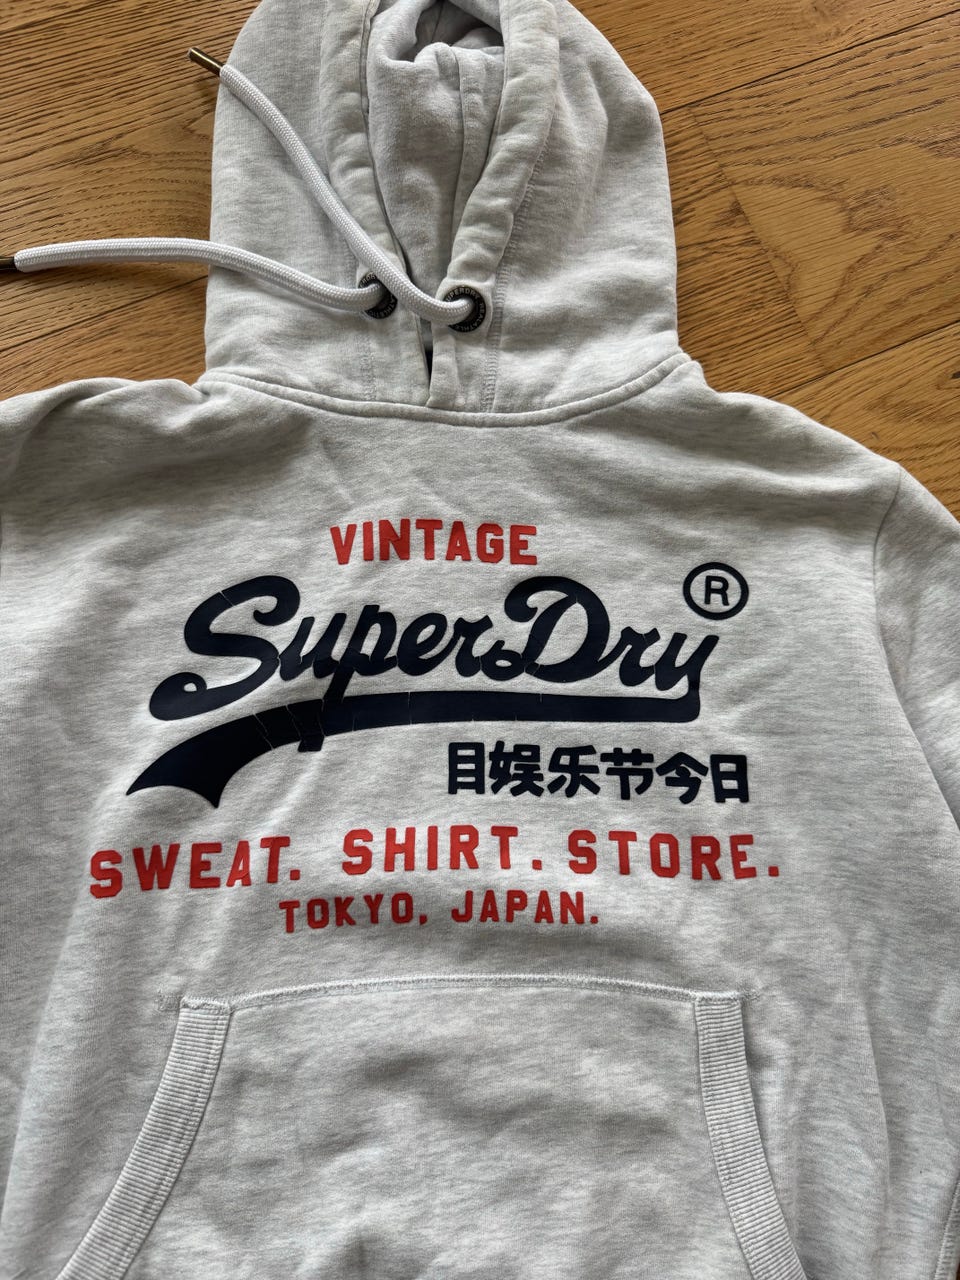 VINTAGE
SuperDry®
目娱乐节今日
SWEAT. SHIRT. STORE.
TOKYO, JAPAN.